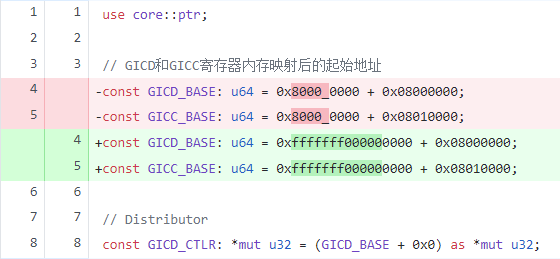 1 1 use core::ptr;
2 2
3 3 // GICD和GICC寄存器内存映射后的起始地址
4 -const GICD_BASE: u64 = 0x8000_0000 + 0x08000000;
5 -const GICC_BASE: u64 = 0x8000_0000 + 0x08010000;
4 +const GICD_BASE: u64 = 0xfffffff000000000 + 0x08000000;
5 +const GICC_BASE: u64 = 0xfffffff000000000 + 0x08010000;
6 6
7 7 // Distributor
8 8 const GICD_CTLR: *mut u32 = (GICD_BASE + 0x0) as *mut u32;